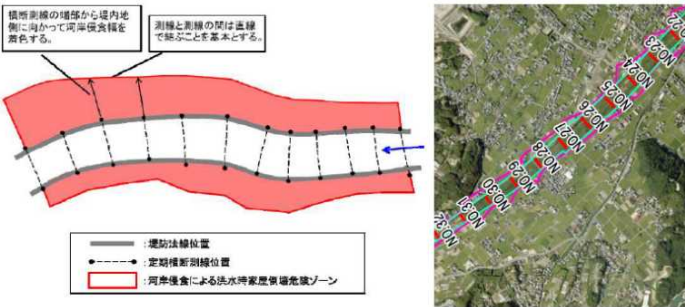 横断測線の端部から堤内地
側に向かって河岸侵食幅を
着色する。
測線と測線の間は直線
で結ぶことを基本とする。
：堤防法線位置
：定期横断測線位置
：河岸侵食による洪水時家屋倒壊危険ゾーン
NO.22
NO.23
NO.24
NO.25
NO.26
NO.27
NO.28
NO.29
NO.30
NO.31
NO.32